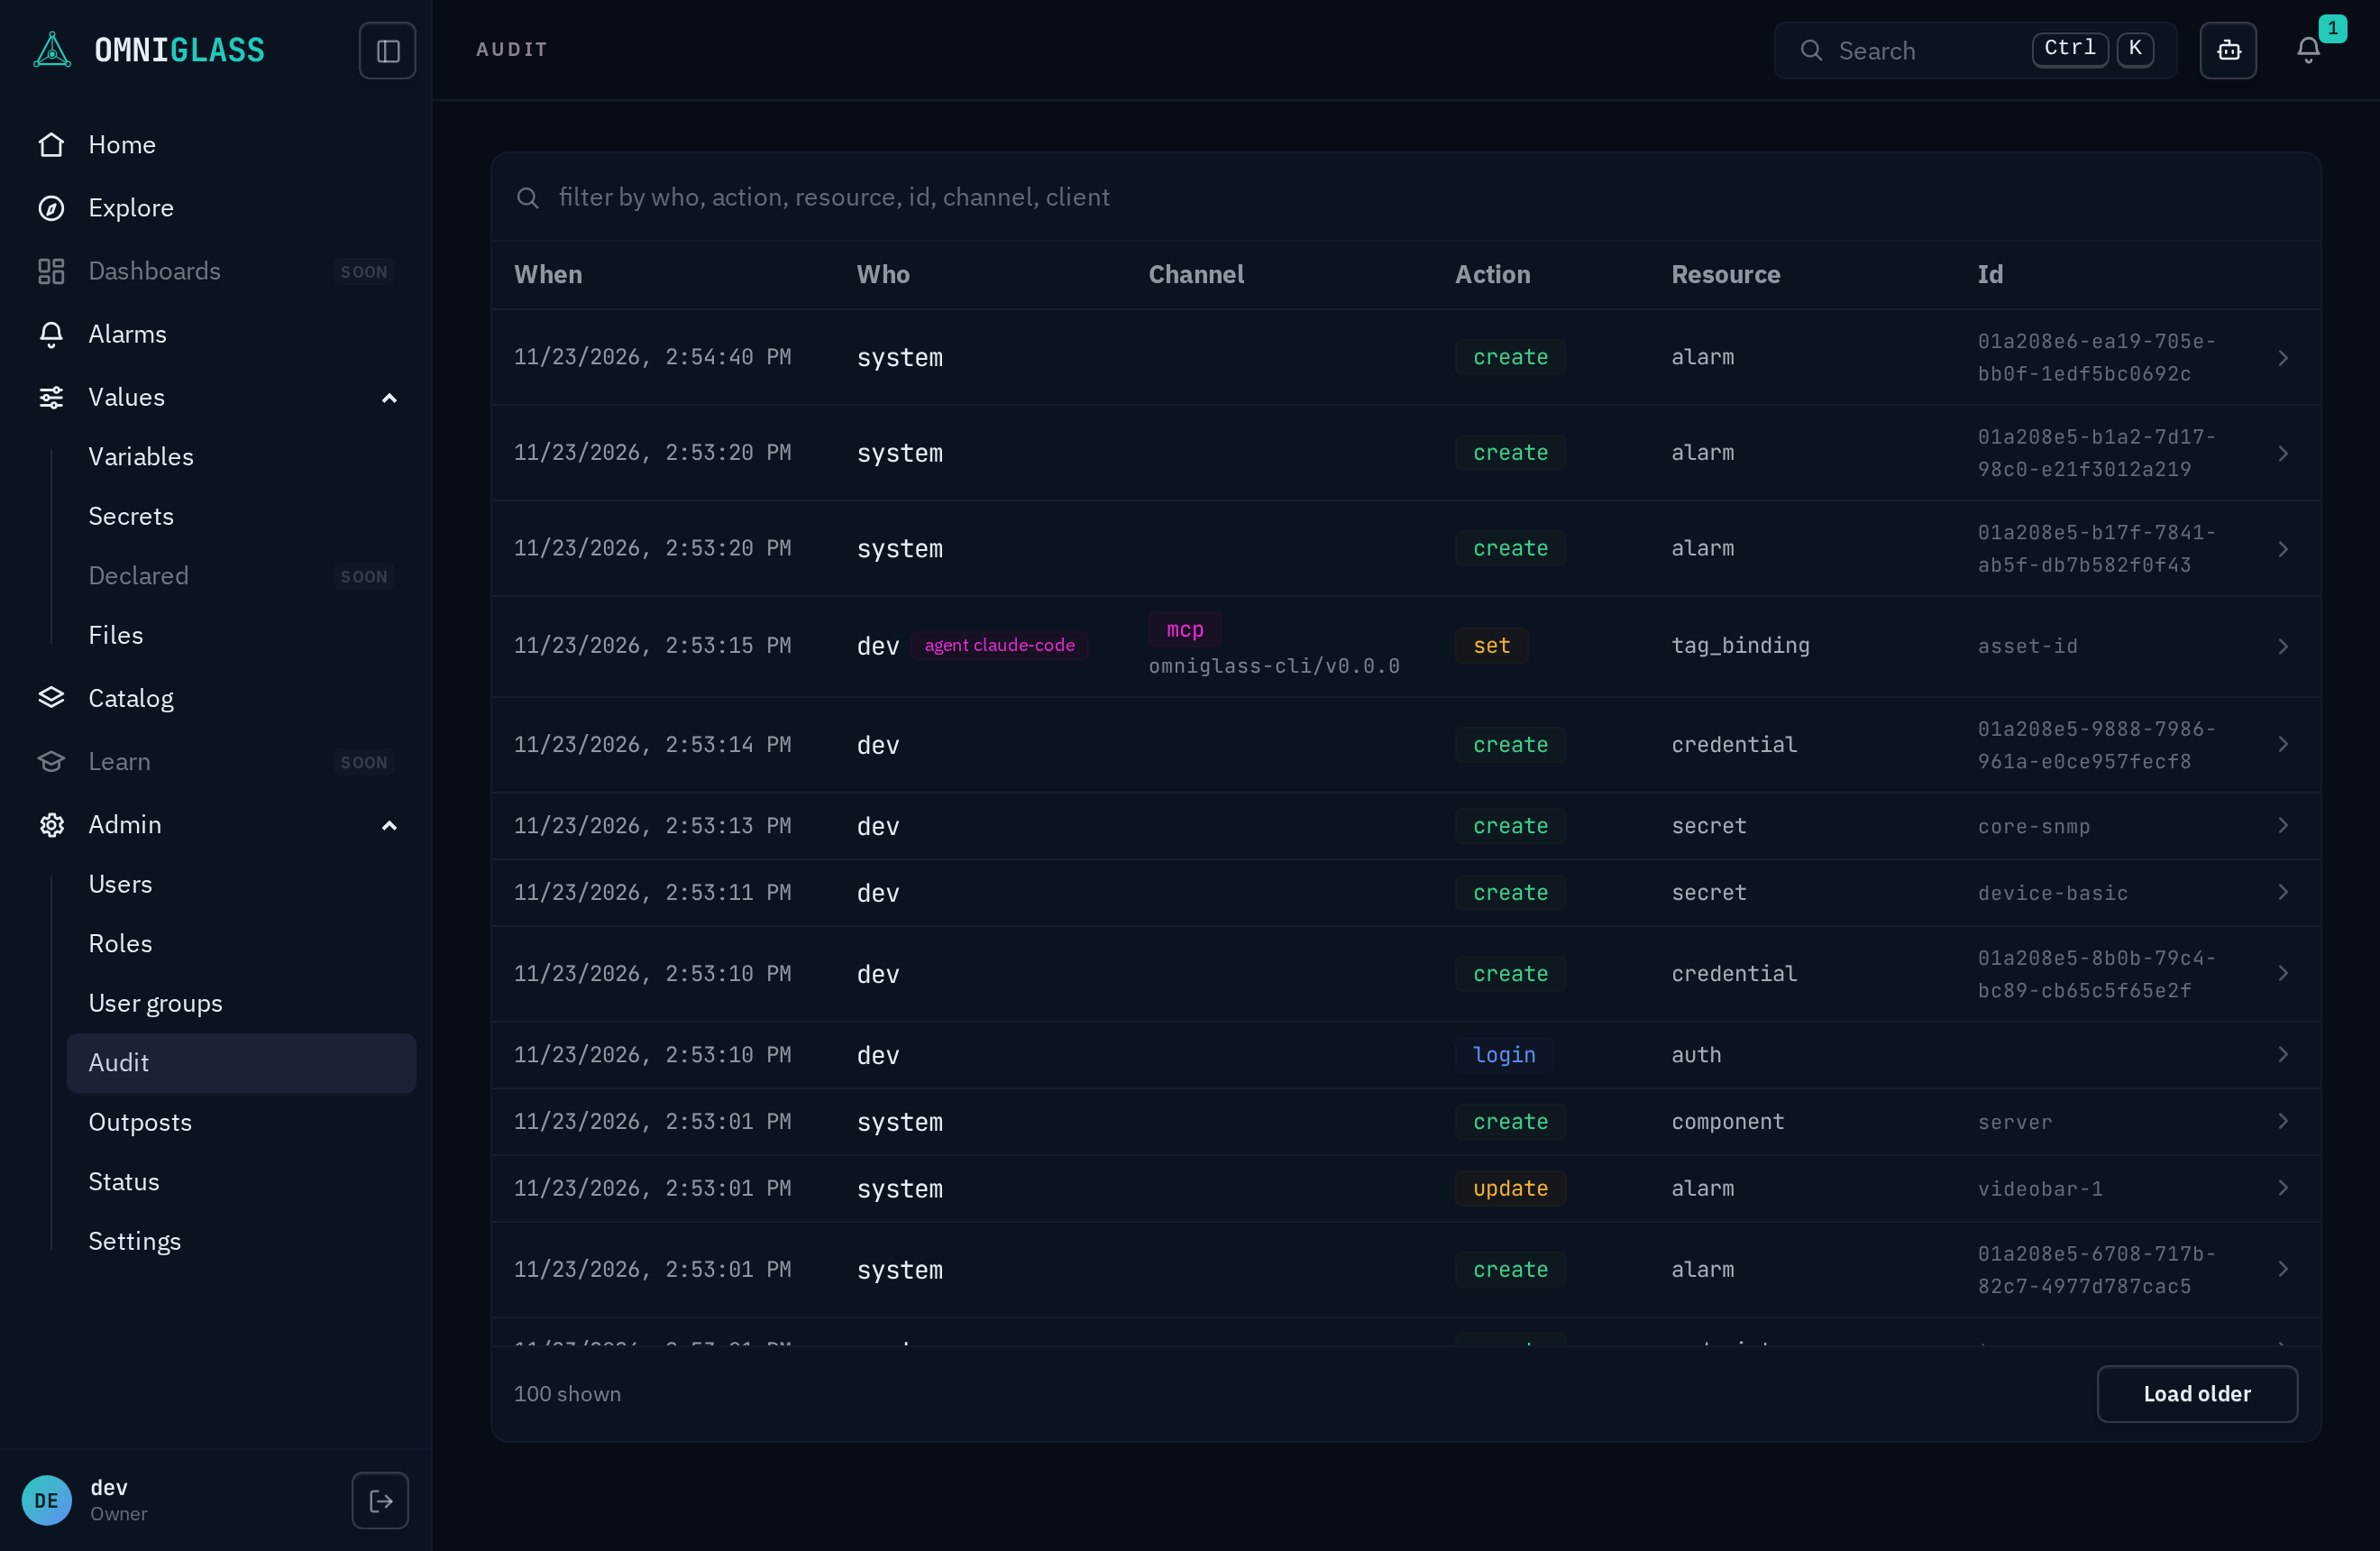 OMNIGLASS
AUDIT
Search Ctrl K
1
Home
Explore
Dashboards SOON
Alarms
Values
Variables
Secrets
Declared SOON
Files
Catalog
Learn SOON
Admin
Users
Roles
User groups
Audit
Outposts
Status
Settings
DE
dev
Owner
filter by who, action, resource, id, channel, client
When Who Channel Action Resource Id
11/23/2026, 2:54:40 PM system create alarm 01a208e6-ea19-705e-
bb0f-1edf5bc0692c
11/23/2026, 2:53:20 PM system create alarm 01a208e5-b1a2-7d17-
98c0-e21f3012a219
11/23/2026, 2:53:20 PM system create alarm 01a208e5-b17f-7841-
ab5f-db7b582f0f43
11/23/2026, 2:53:15 PM dev agent claude-code mcp set tag_binding asset-id
omniglass-cli/v0.0.0
11/23/2026, 2:53:14 PM dev create credential 01a208e5-9888-7986-
961a-e0ce957fecf8
11/23/2026, 2:53:13 PM dev create secret core-snmp
11/23/2026, 2:53:11 PM dev create secret device-basic
11/23/2026, 2:53:10 PM dev create credential 01a208e5-8b0b-79c4-
bc89-cb65c5f65e2f
11/23/2026, 2:53:10 PM dev login auth
11/23/2026, 2:53:01 PM system create component server
11/23/2026, 2:53:01 PM system update alarm videobar-1
11/23/2026, 2:53:01 PM system create alarm 01a208e5-6708-717b-
82c7-4977d787cac5
100 shown Load older